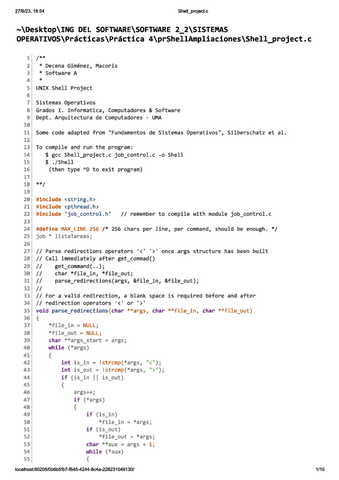 27/6/23, 16:54 Shell_project.c
~\Desktop\ING DEL SOFTWARE\SOFTWARE 2_2\SISTEMAS
OPERATIVOS\Prácticas\Práctica 4\prShellAmpliaciones\Shell_project.c
1 /**
2  * Decena Giménez, Macorís
3  * Software A
4  *
5 UNIX Shell Project
6
7 Sistemas Operativos
8 Grados I. Informatica, Computadores & Software
9 Dept. Arquitectura de Computadores - UMA
10
11 Some code adapted from "Fundamentos de Sistemas Operativos", Silberschatz et al.
12
13 To compile and run the program:
14    $ gcc Shell_project.c job_control.c -o Shell
15    $ ./Shell
16     (then type ^D to exit program)
17
18 **/
19
20 #include <string.h>
21 #include <pthread.h>
22 #include "job_control.h"   // remember to compile with module job_control.c
23
24 #define MAX_LINE 256 /* 256 chars per line, per command, should be enough. */
25 job * listaTareas;
26
27 // Parse redirections operators '<' '>' once args structure has been built
28 // Call immediately after get_commad()
29 //    get_command(..);
30 //    char *file_in, *file_out;
31 //    parse_redirections(args, &file_in, &file_out);
32 //
33 // For a valid redirection, a blank space is required before and after
34 // redirection operators '<' or '>'
35 void parse_redirections(char **args, char **file_in, char **file_out)
36 {
37     *file_in = NULL;
38     *file_out = NULL;
39     char **args_start = args;
40     while (*args)
41     {
42         int is_in = !strcmp(*args, "<");
43         int is_out = !strcmp(*args, ">");
44         if (is_in || is_out)
45         {
46             args++;
47             if (*args)
48             {
49                 if (is_in)
50                     *file_in = *args;
51                 if (is_out)
52                     *file_out = *args;
53                 char **aux = args + 1;
54                 while (*aux)
55                 {
1/10